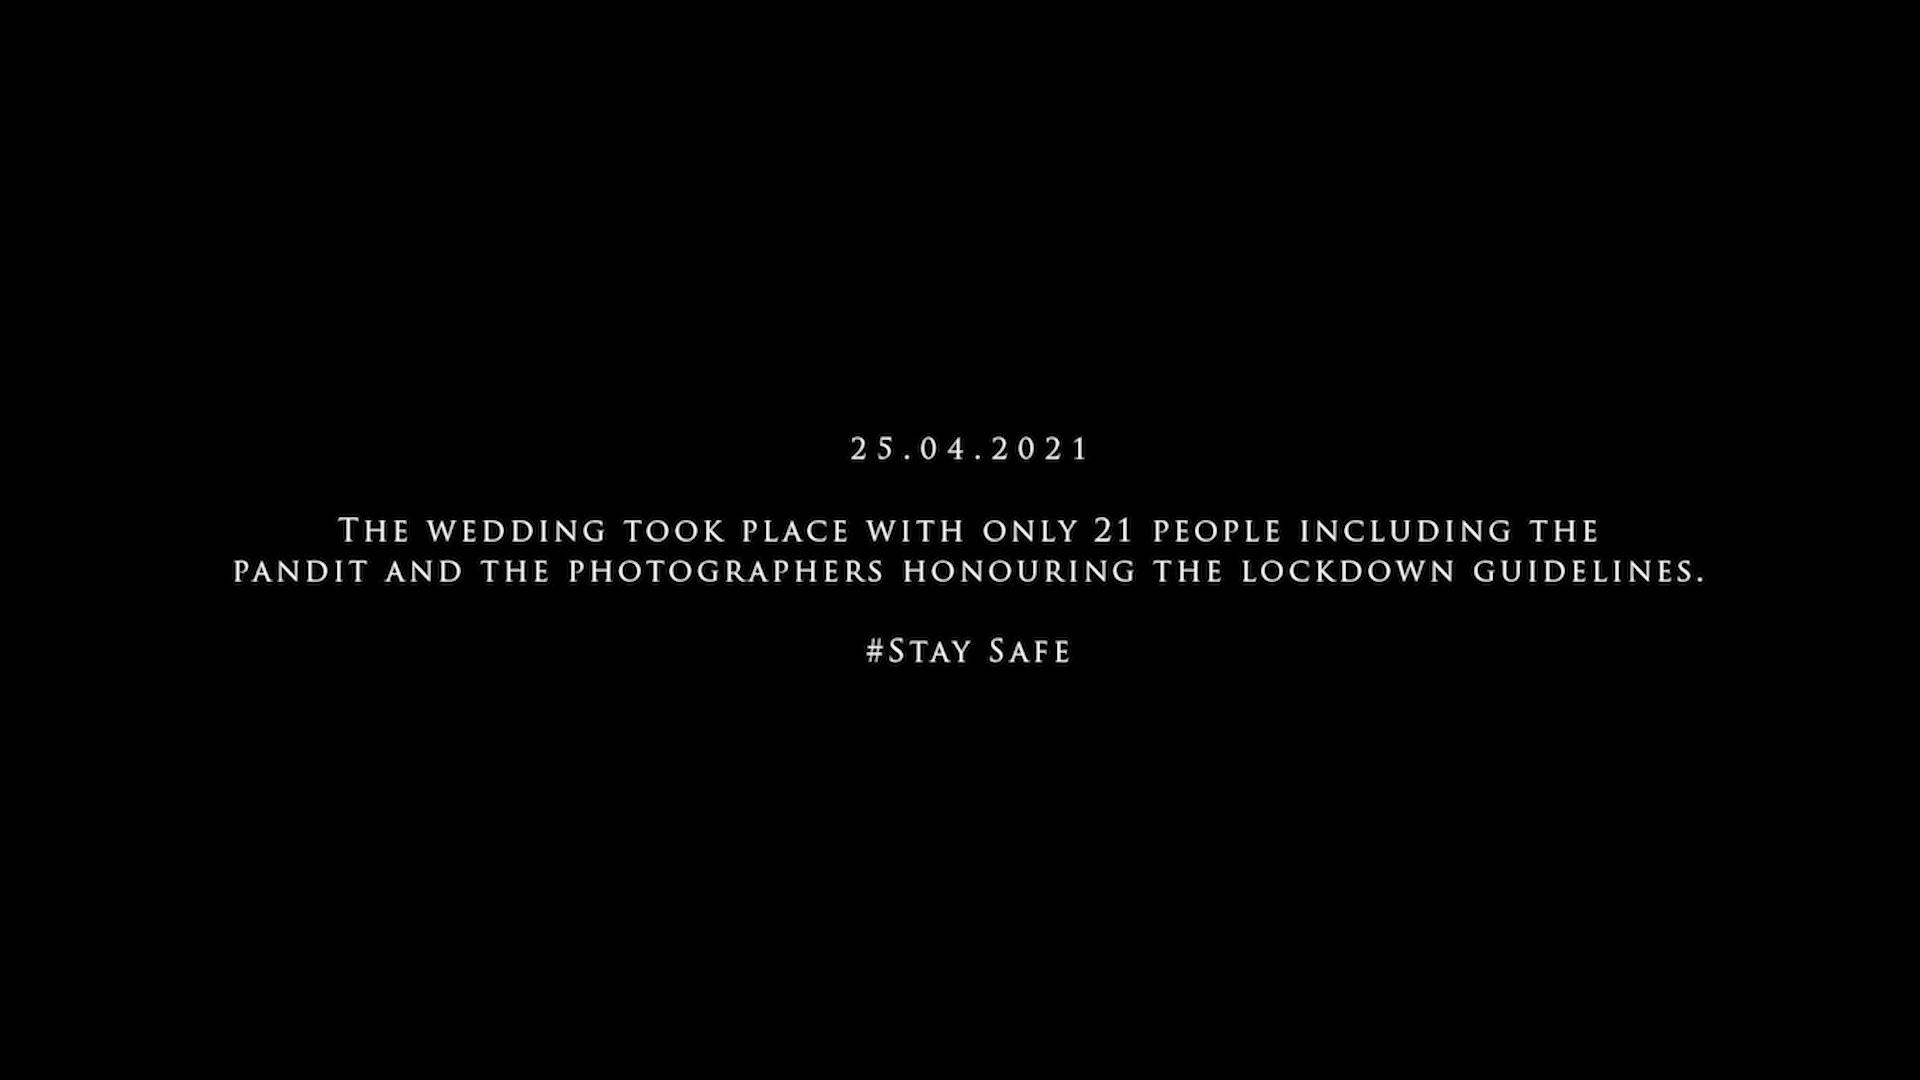 25.04.2021
The wedding took place with only 21 people including the
pandit and the photographers honouring the lockdown guidelines.
#Stay Safe